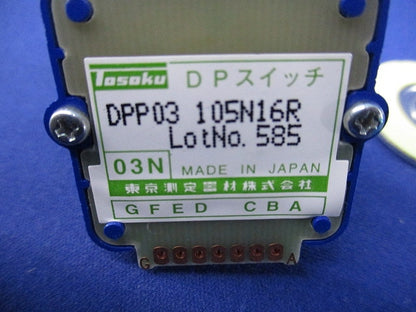 Tosoku DPスイッチ
DPP03 105N16R
LotNo. 585
03N MADE IN JAPAN
東京測定器材株式会社
GFED CBA
G A